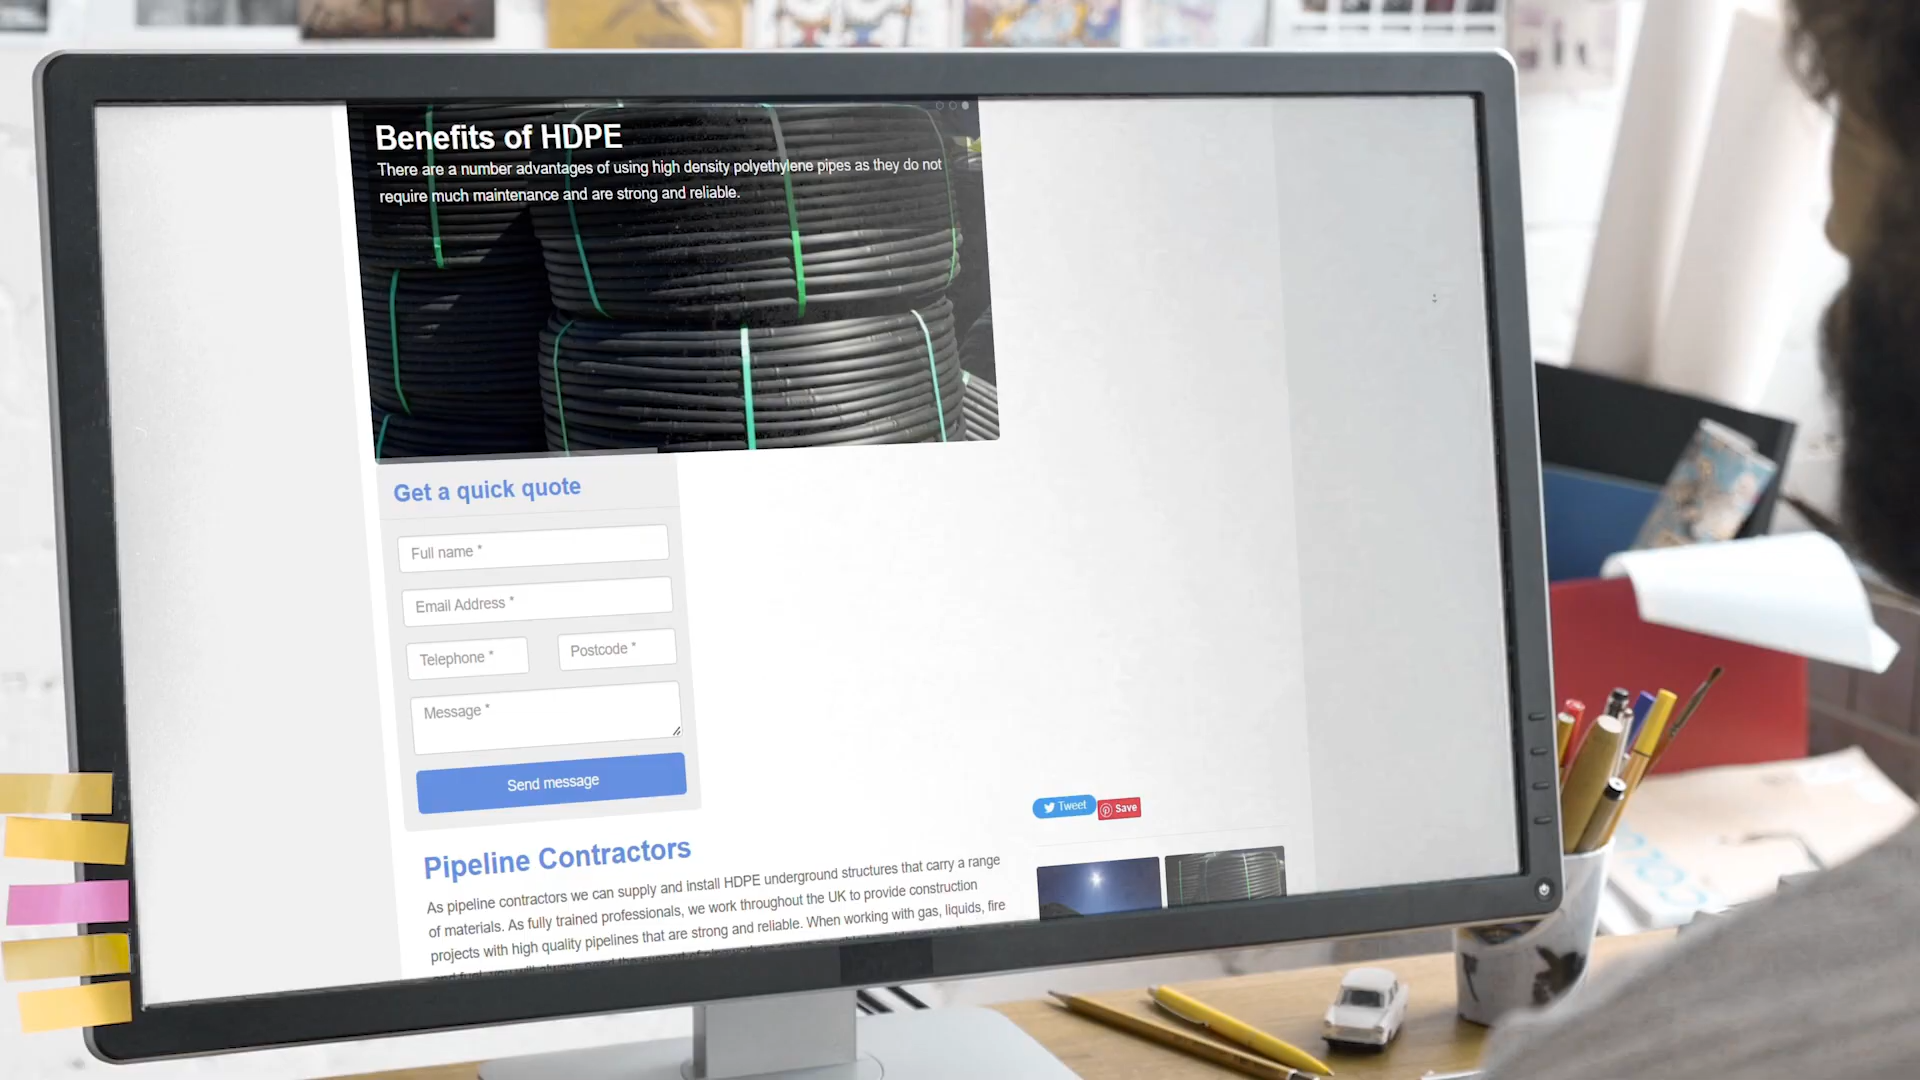 Benefits of HDPE
There are a number advantages of using high density polyethylene pipes as they do not
require much maintenance and are strong and reliable.
Get a quick quote
Full name *
Email Address *
Telephone *
Postcode *
Message *
Send message
Tweet
Save
Pipeline Contractors
As pipeline contractors we can supply and install HDPE underground structures that carry a range
of materials. As fully trained professionals, we work throughout the UK to provide construction
projects with high quality pipelines that are strong and reliable. When working with gas, liquids, fire